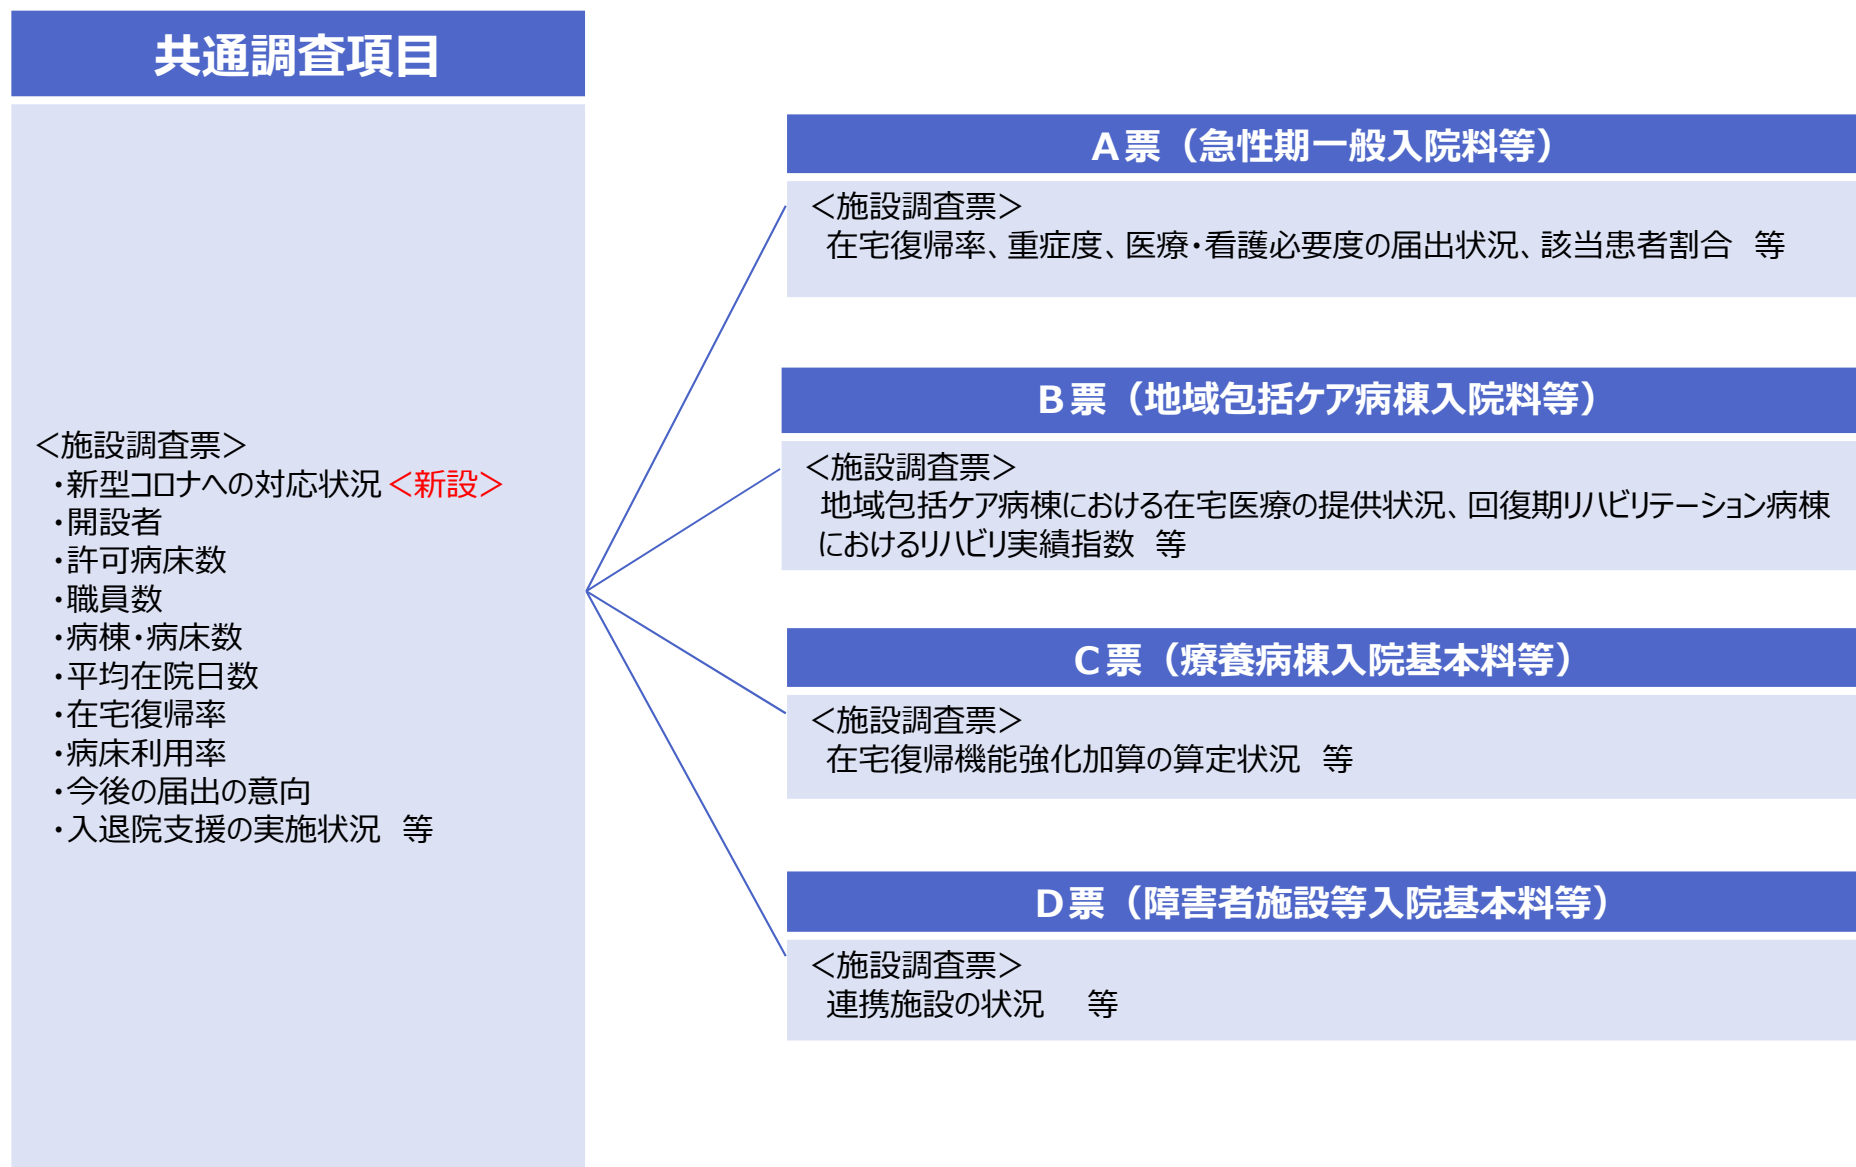 共通調査項目
＜施設調査票＞
・新型コロナへの対応状況＜新設＞
・開設者
・許可病床数
・職員数
・病棟・病床数
・平均在院日数
・在宅復帰率
・病床利用率
・今後の届出の意向
・入退院支援の実施状況　等
A票（急性期一般入院料等）
＜施設調査票＞
在宅復帰率、重症度、医療・看護必要度の届出状況、該当患者割合　等
B票（地域包括ケア病棟入院料等）
＜施設調査票＞
地域包括ケア病棟における在宅医療の提供状況、回復期リハビリテーション病棟
におけるリハビリ実績指数　等
C票（療養病棟入院基本料等）
＜施設調査票＞
在宅復帰機能強化加算の算定状況　等
D票（障害者施設等入院基本料等）
＜施設調査票＞
連携施設の状況　　等